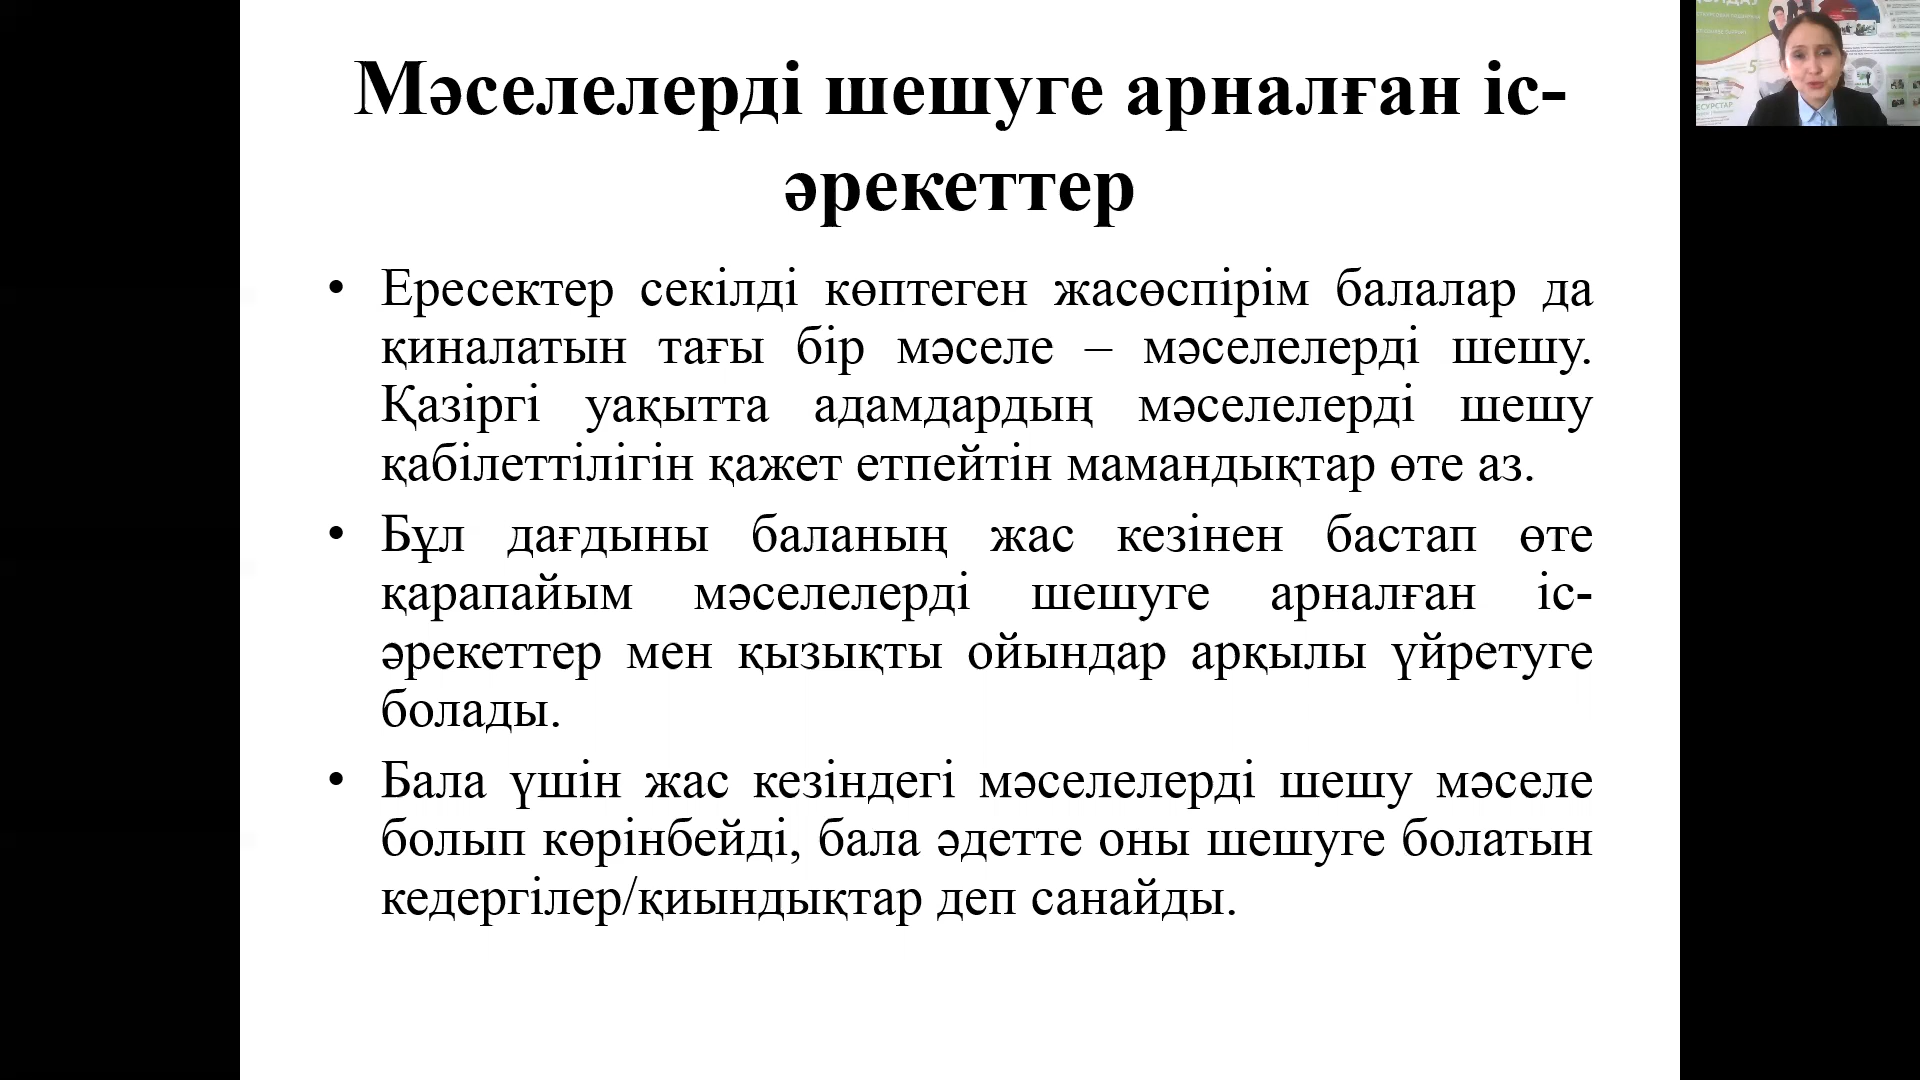 Мәселелерді шешуге арналған іс-
әрекеттер
• Ересектер секілді көптеген жасөспірім балалар да
қиналатын тағы бір мәселе – мәселелерді шешу.
Қазіргі уақытта адамдардың мәселелерді шешу
қабілеттілігін қажет етпейтін мамандықтар өте аз.
• Бұл дағдыны баланың жас кезінен бастап өте
қарапайым мәселелерді шешуге арналған іс-
әрекеттер мен қызықты ойындар арқылы үйретуге
болады.
• Бала үшін жас кезіндегі мәселелерді шешу мәселе
болып көрінбейді, бала әдетте оны шешуге болатын
кедергілер/қиындықтар деп санайды.
5